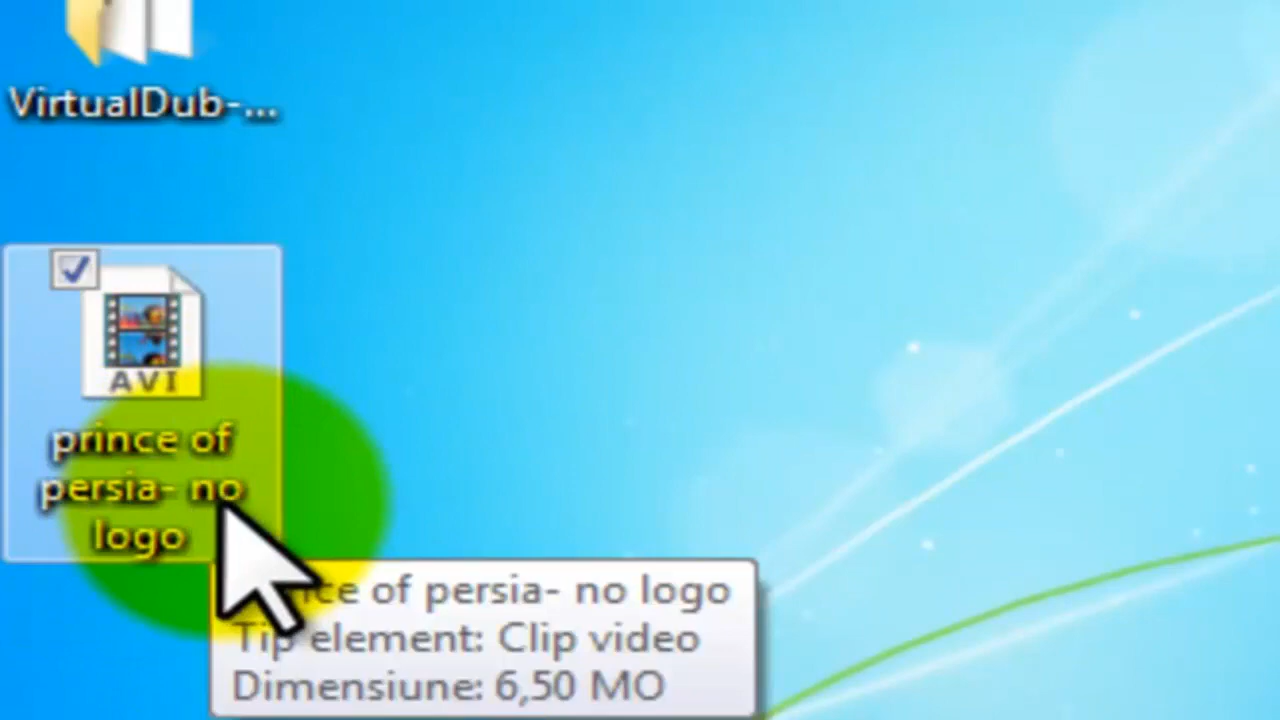 VirtualDub-...
AVI
prince of
persia- no
logo
ce of persia- no logo
Tip element: Clip video
Dimensiune: 6,50 MO